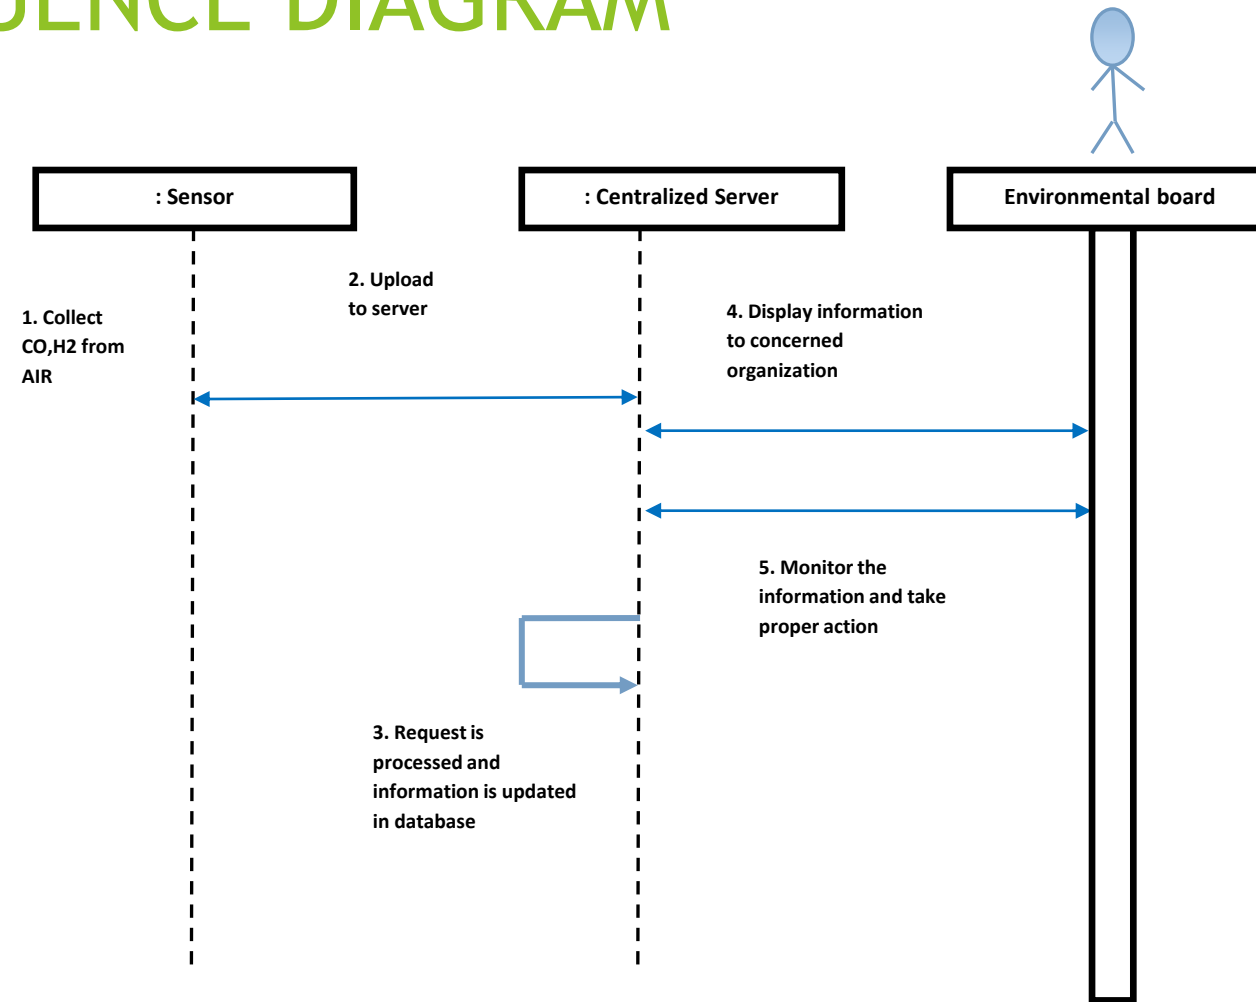 UENCE DIAGRAM
: Sensor
: Centralized Server
Environmental board
1. Collect
CO,H2 from
AIR
2. Upload
to server
4. Display information
to concerned
organization
5. Monitor the
information and take
proper action
3. Request is
processed and
information is updated
in database